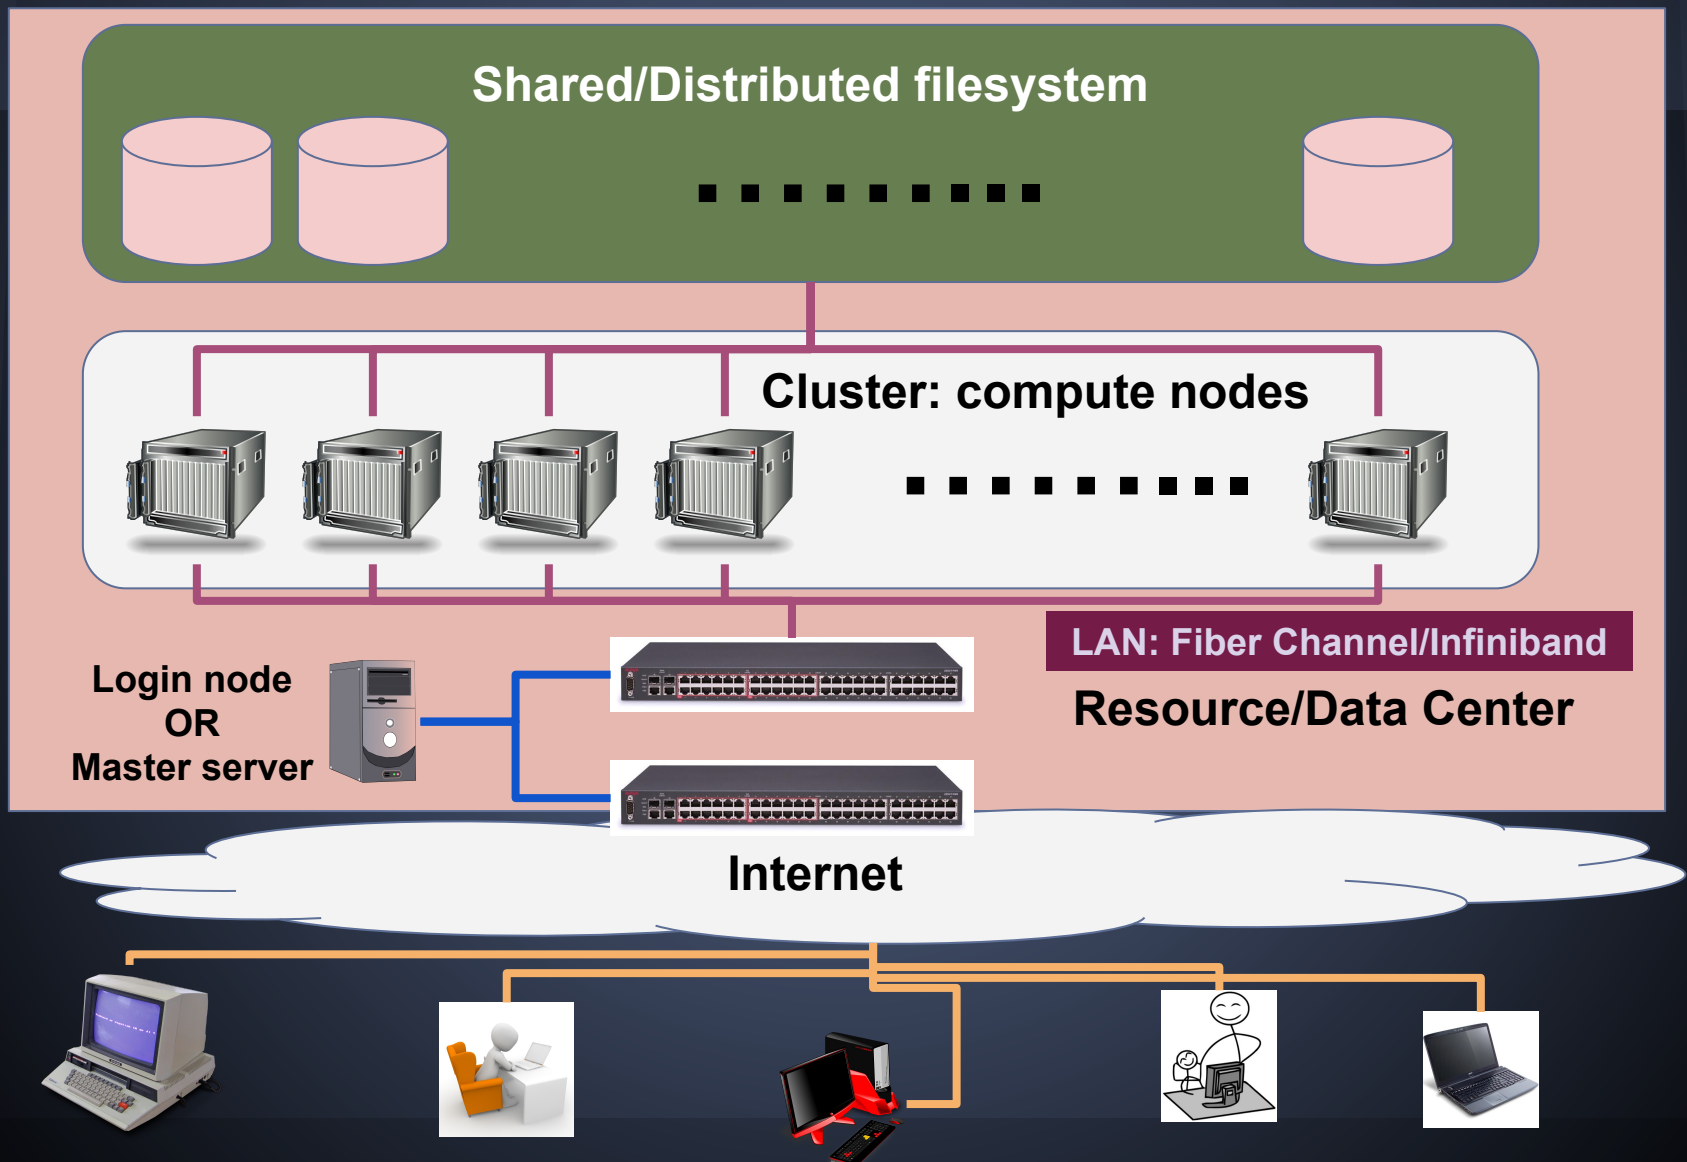 Shared/Distributed filesystem
Cluster: compute nodes
LAN: Fiber Channel/Infiniband
Login node
OR
Master server
Resource/Data Center
Internet